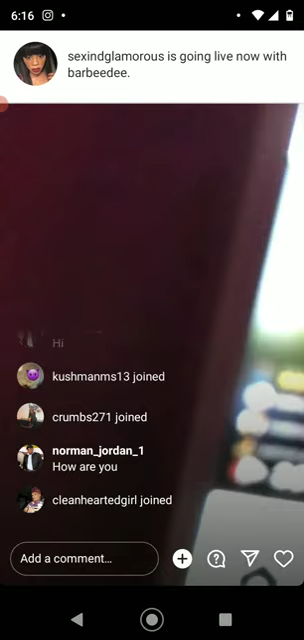 6:16
sexindglamorous is going live now with
barbeedee.
Hi
kushmanms13 joined
crumbs271 joined
norman_jordan_1
How are you
cleanheartedgirl joined
Add a comment...